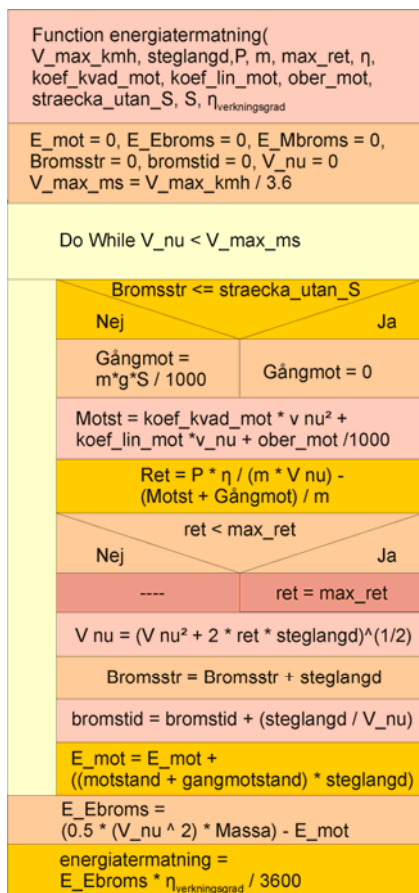 Function energiatermatning(
V_max_kmh, steglangd,P, m, max_ret, η,
koef_kvad_mot, koef_lin_mot, ober_mot,
straecka_utan_S, S, η verkningsgrad
E_mot = 0, E_Ebroms = 0, E_Mbroms = 0,
Bromsstr = 0, bromstid = 0, V_nu = 0
V_max_ms = V_max_kmh / 3.6
Do While V_nu < V_max_ms
Bromsstr <= straecka_utan_S
Nej Ja
Gångmot =
m*g*S / 1000
Gångmot = 0
Motst = koef_kvad_mot * v nu² +
koef_lin_mot *v_nu + ober_mot /1000
Ret = P * η / (m * V nu) -
(Motst + Gångmot) / m
ret < max_ret
Nej Ja
---- ret = max_ret
V nu = (V nu² + 2 * ret * steglangd)^(1/2)
Bromsstr = Bromsstr + steglangd
bromstid = bromstid + (steglangd / V_nu)
E_mot = E_mot +
((motstand + gangmotstand) * steglangd)
E_Ebroms =
(0.5 * (V_nu ^ 2) * Massa) - E_mot
energiatermatning =
E_Ebroms * η verkningsgrad / 3600